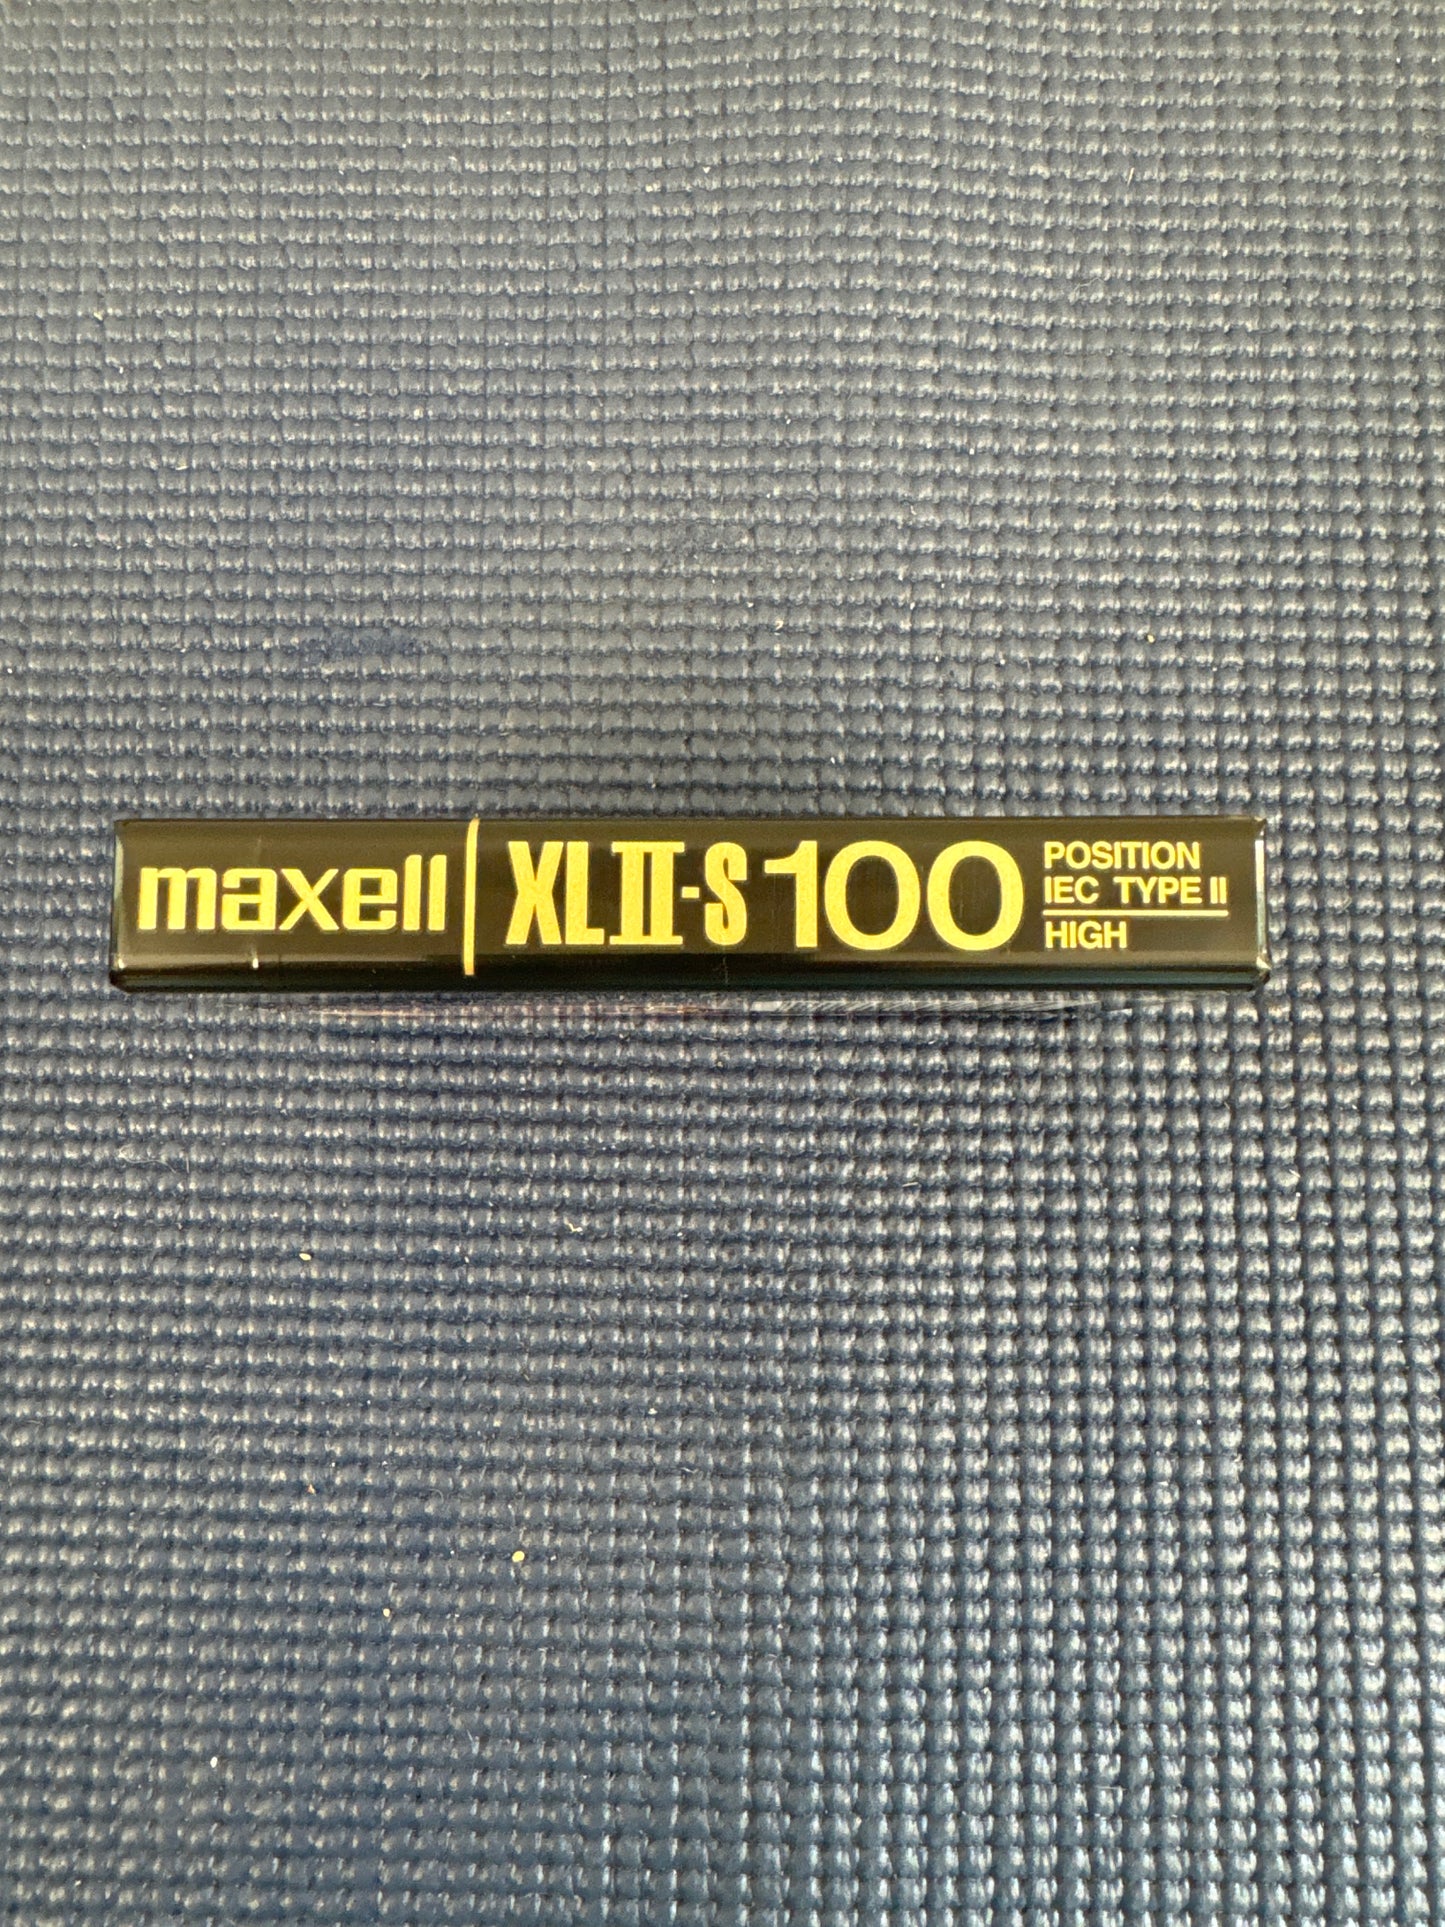 maxell XLII-S 100
POSITION
IEC TYPE II
HIGH